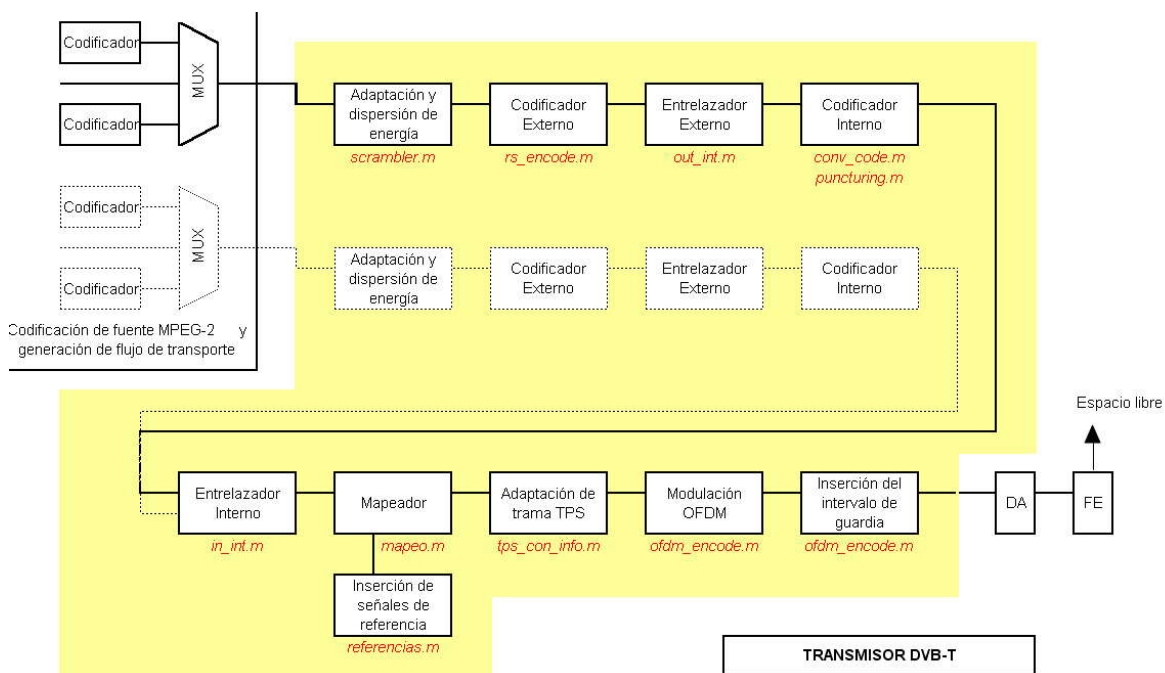 Codificador
MUX
Codificador
Adaptación y
dispersión de
energía
scrambler.m
Codificador
Externo
rs_encode.m
Entrelazador
Externo
out_int.m
Codificador
Interno
conv_code.m
puncturing.m
Codificador
MUX
Codificador
Adaptación y
dispersión de
energía
Codificador
Externo
Entrelazador
Externo
Codificador
Interno
Codificación de fuente MPEG-2 y
generación de flujo de transporte
Espacio libre
Entrelazador
Interno
in_int.m
Mapeador
mapeo.m
Adaptación de
trama TPS
tps_con_info.m
Modulación
OFDM
ofdm_encode.m
Inserción del
intervalo de
guardia
ofdm_encode.m
DA
FE
Inserción de
señales de
referencia
referencias.m
TRANSMISOR DVB-T